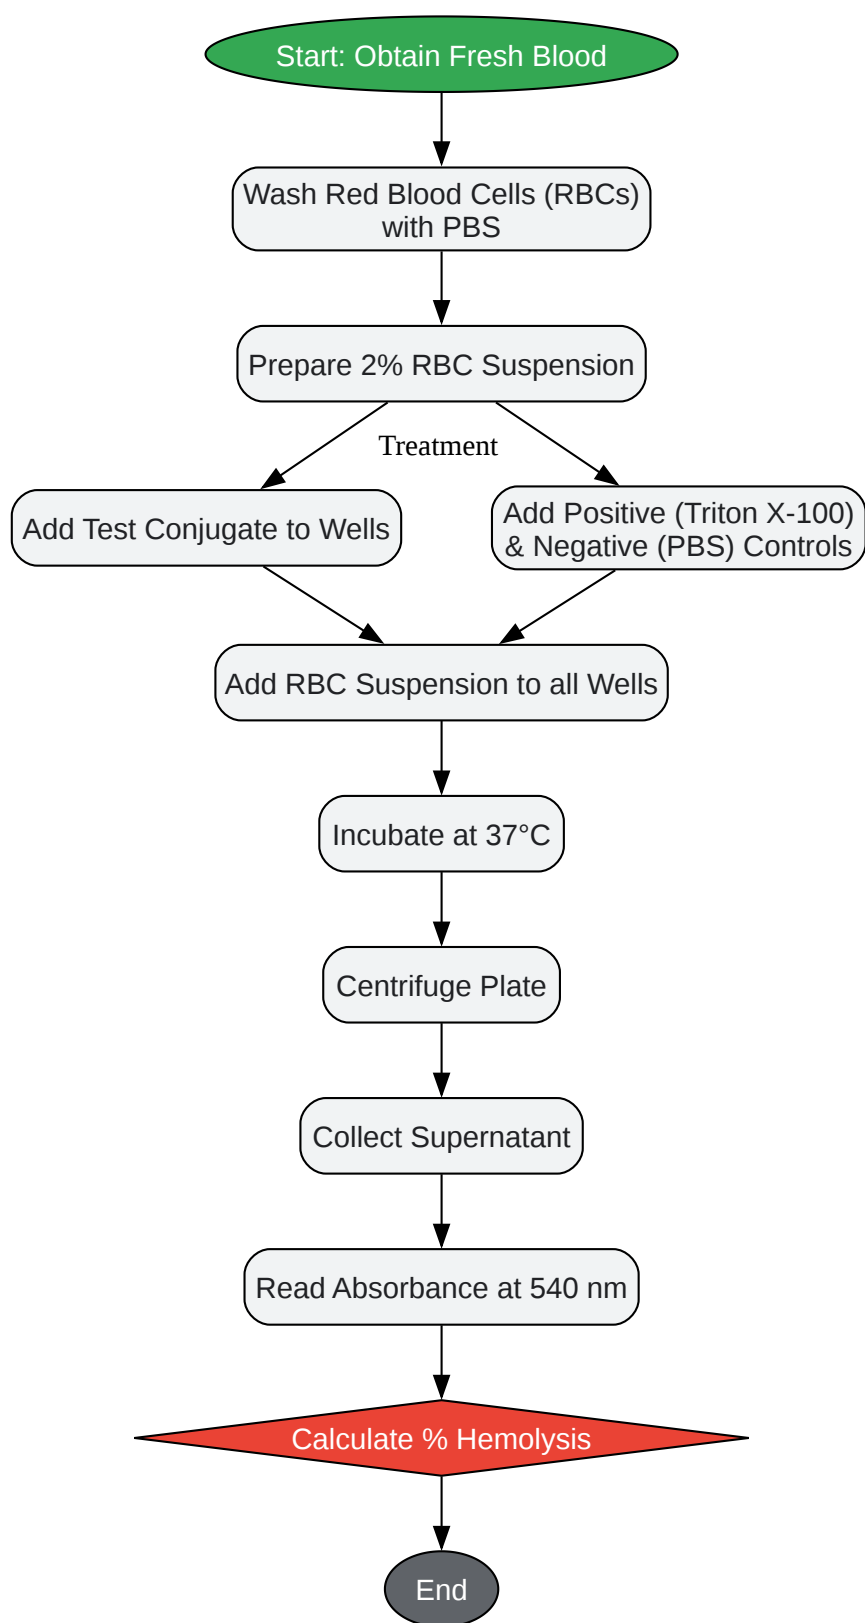 Start: Obtain Fresh Blood
Wash Red Blood Cells (RBCs)
with PBS
Prepare 2% RBC Suspension
Treatment
Add Test Conjugate to Wells
Add Positive (Triton X-100)
& Negative (PBS) Controls
Add RBC Suspension to all Wells
Incubate at 37°C
Centrifuge Plate
Collect Supernatant
Read Absorbance at 540 nm
Calculate % Hemolysis
End